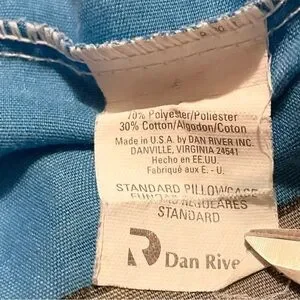 70% Polyester/Poliester
30% Cotton/Algodon/Coton
Made in U.S.A. by DAN RIVER INC.
DANVILLE, VIRGINIA 24541
Hecho en EE.UU.
Fabriqué aux E. - U.
STANDARD PILLOWCASE
REGULARES
STANDARD
Dan Rive